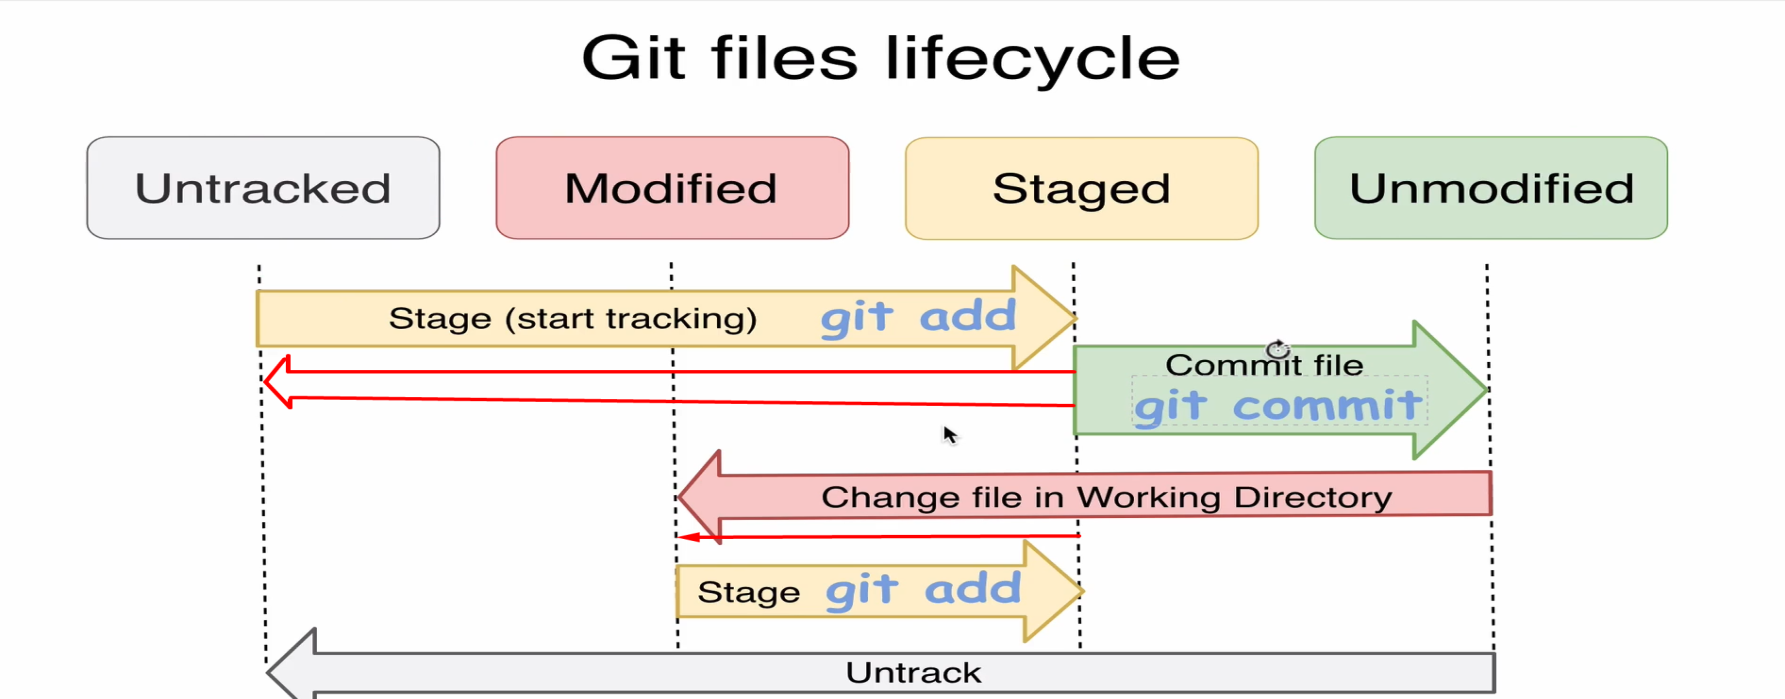 Git files lifecycle
Untracked
Modified
Staged
Unmodified
Stage (start tracking) git add
Commit file
git commit
Change file in Working Directory
Stage git add
Untrack